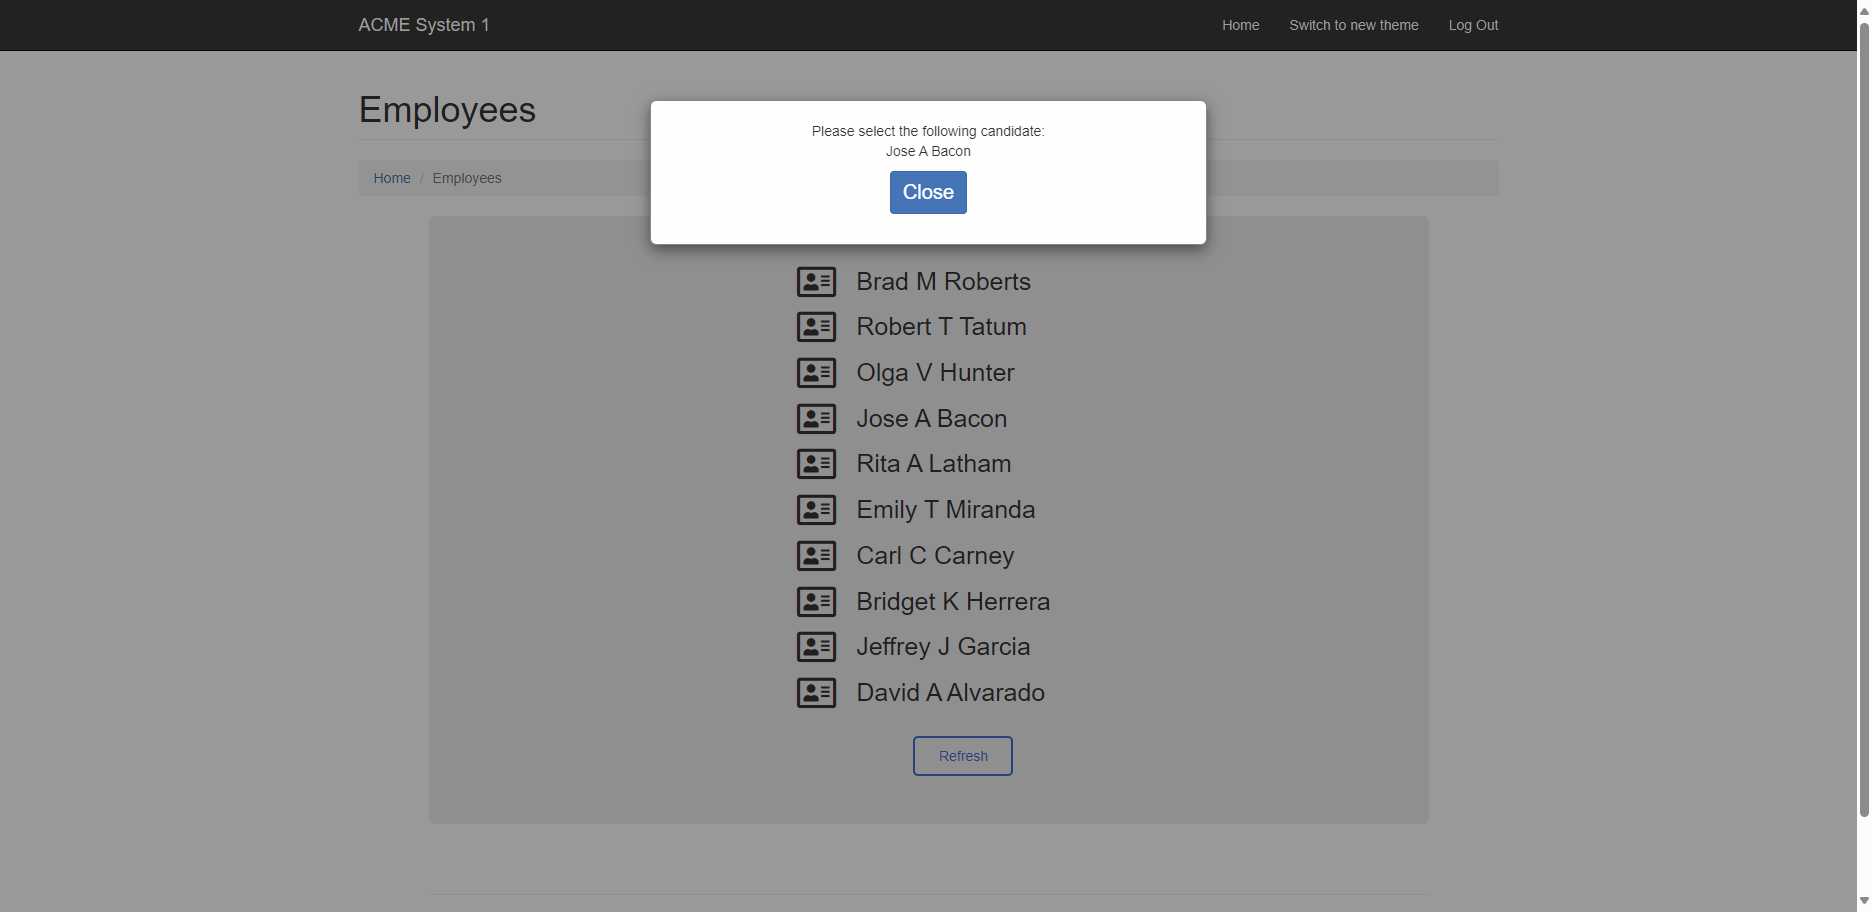 ACME System 1
Home
Switch to new theme
Log Out
Employees
Please select the following candidate:
Jose A Bacon
Close
Home / Employees
Brad M Roberts
Robert T Tatum
Olga V Hunter
Jose A Bacon
Rita A Latham
Emily T Miranda
Carl C Carney
Bridget K Herrera
Jeffrey J Garcia
David A Alvarado
Refresh